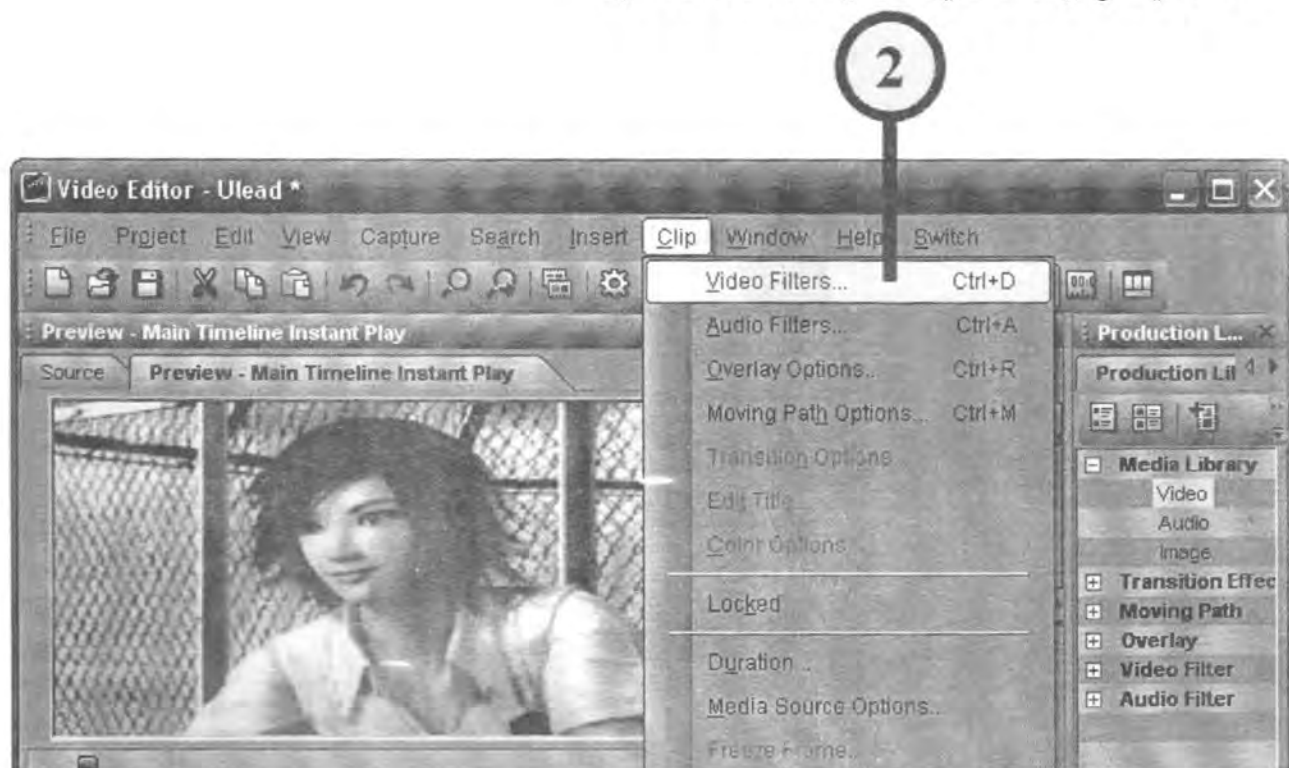 2
Video Editor - Ulead *
File Project Edit View Capture Search Insert Clip Window Help Switch
Video Filters... Ctrl+D
Audio Filters... Ctrl+A
Overlay Options... Ctrl+R
Moving Path Options... Ctrl+M
Transition Options
Edit Title...
Color Options
Locked
Duration...
Media Source Options...
Freeze Frame...
Preview - Main Timeline Instant Play
Source Preview - Main Timeline Instant Play
Production L...
Production Lil
Media Library
Video
Audio
Image
Transition Effec
Moving Path
Overlay
Video Filter
Audio Filter